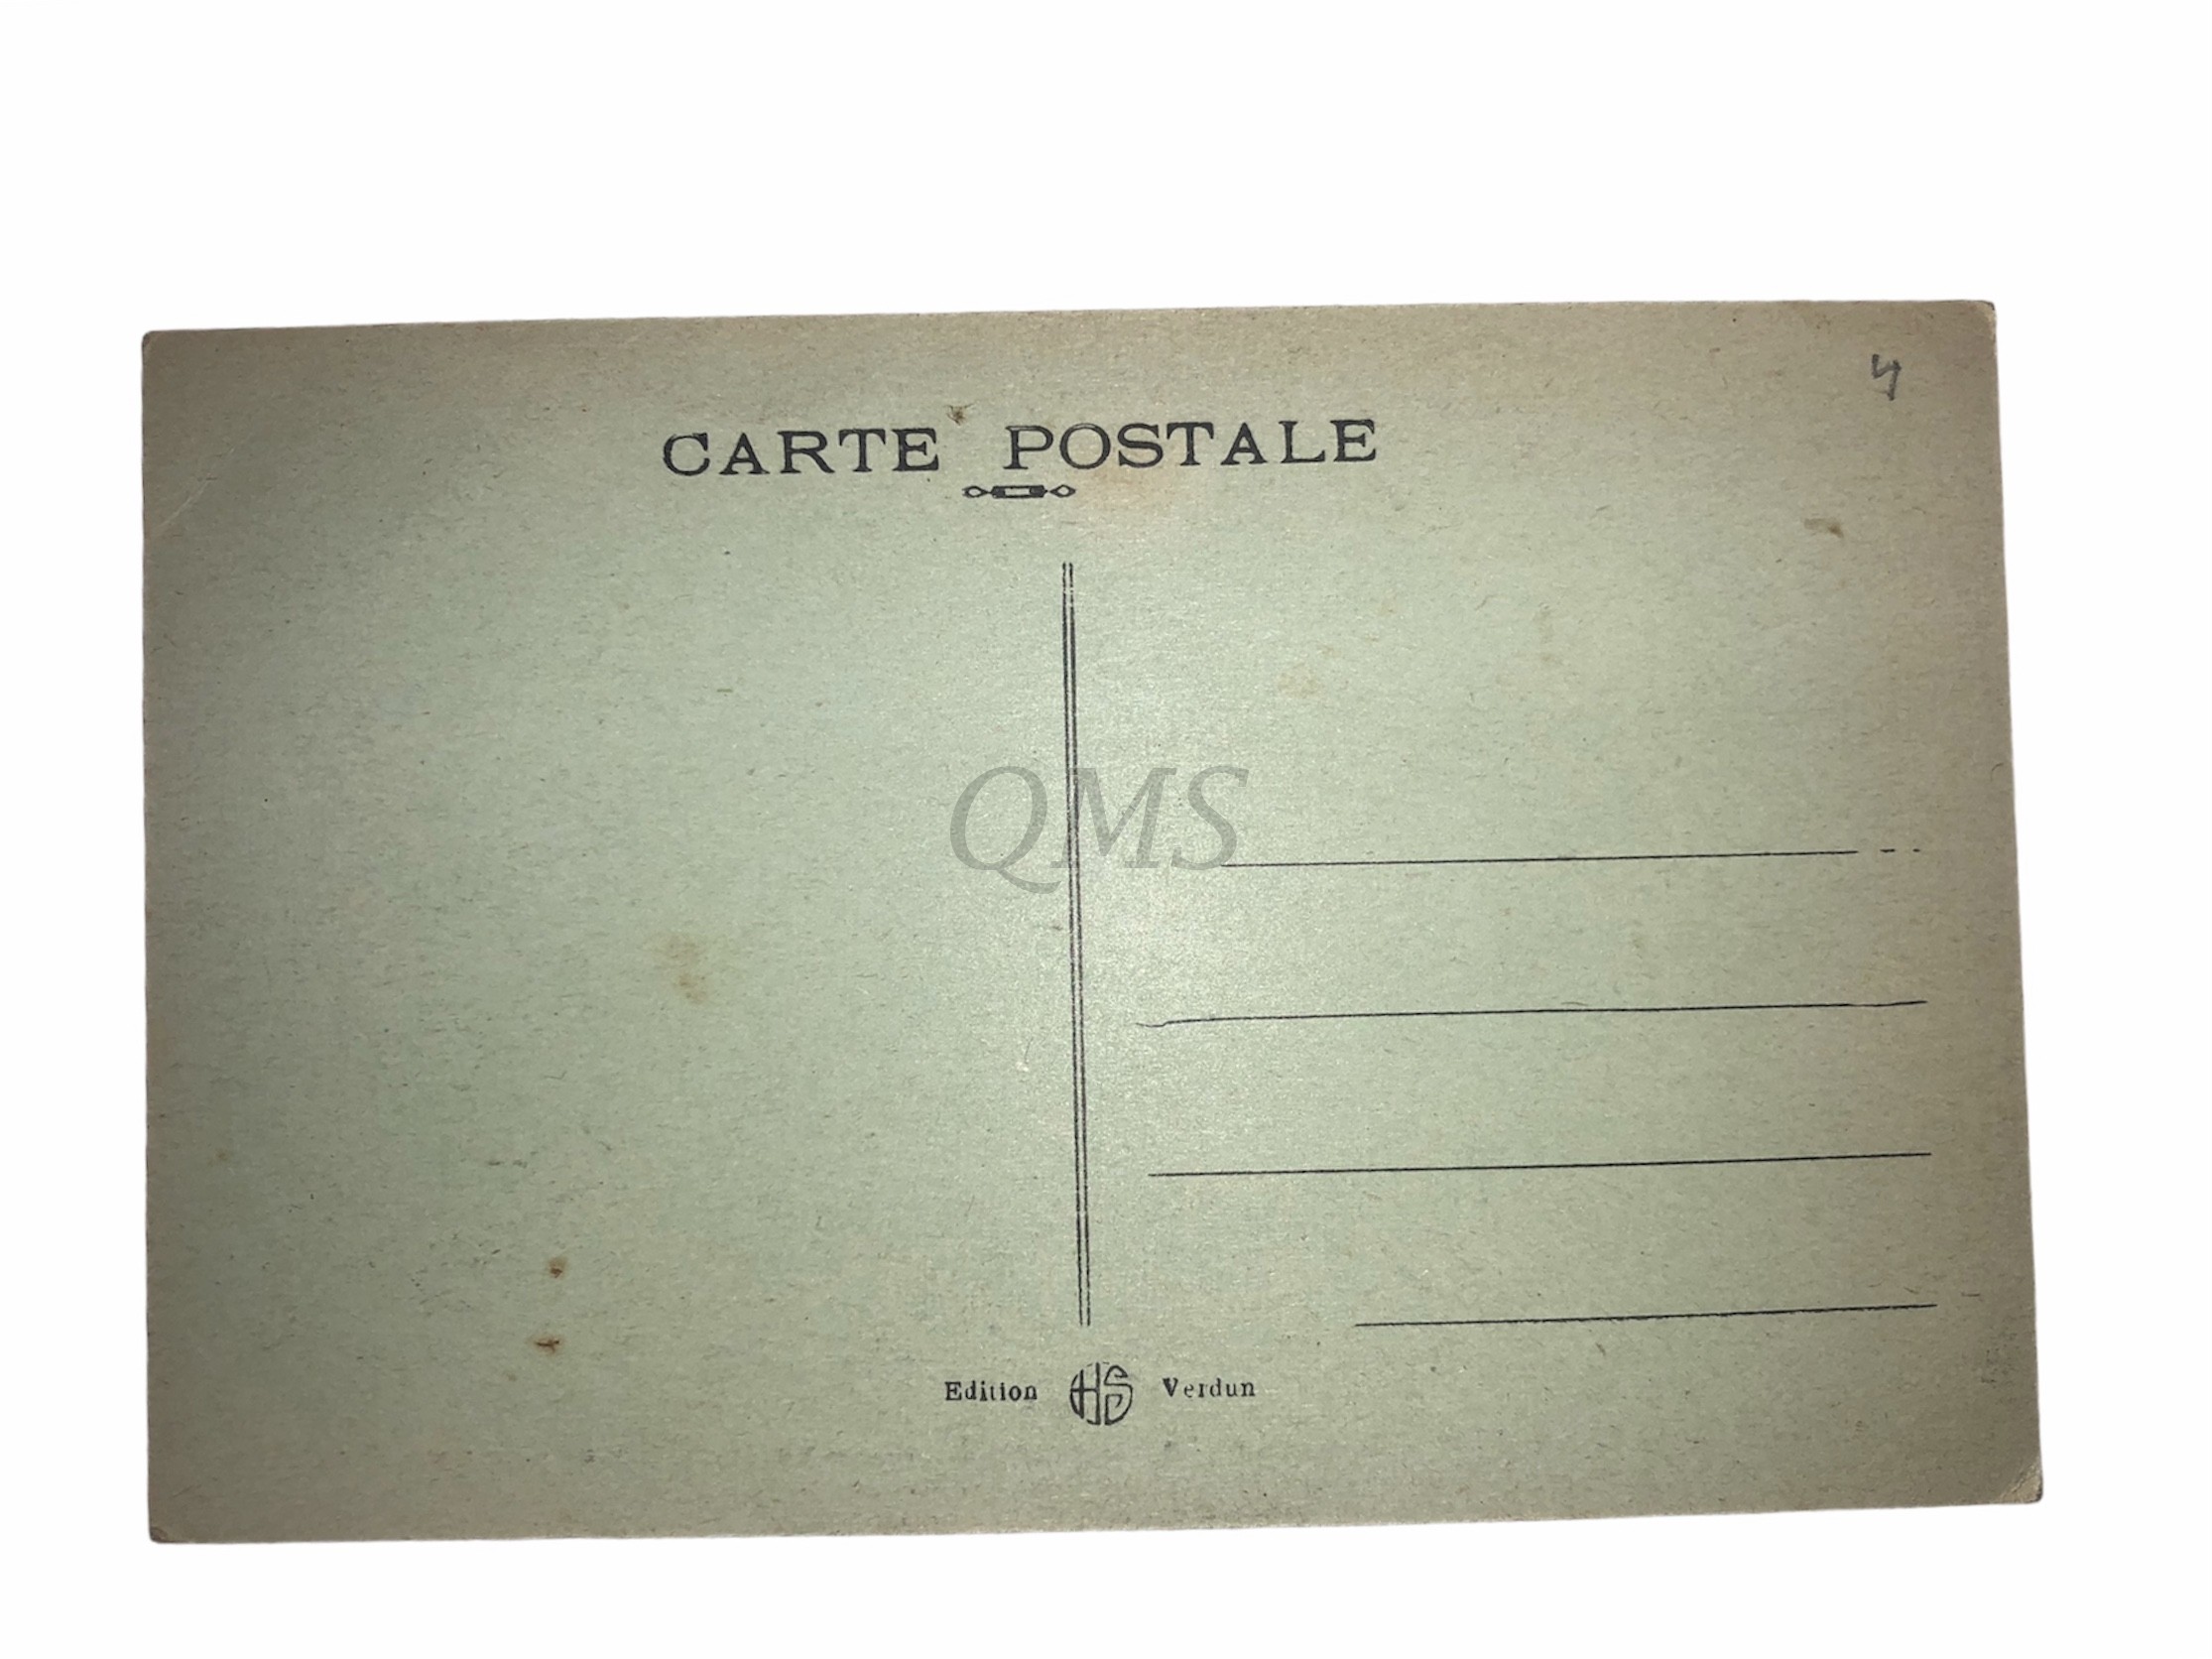 4
CARTE POSTALE
QMS
Edition HS Verdun